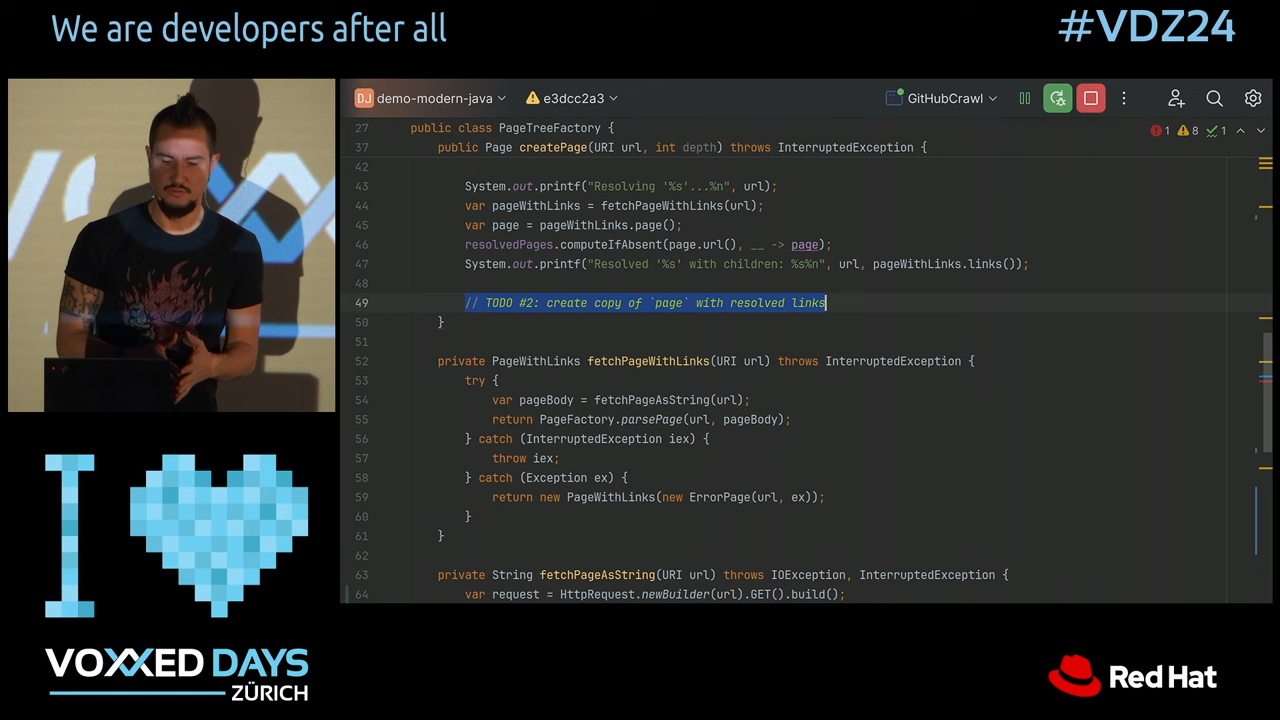 We are developers after all
#VDZ24
DJ demo-modern-java
e3dcc2a3
GitHubCrawl
27 public class PageTreeFactory {
1 8 1
37 public Page createPage(URI url, int depth) throws InterruptedException {
42
43 System.out.printf("Resolving '%s'...%n", url);
44 var pageWithLinks = fetchPageWithLinks(url);
45 var page = pageWithLinks.page();
46 resolvedPages.computeIfAbsent(page.url(), __ -> page);
47 System.out.printf("Resolved '%s' with children: %s%n", url, pageWithLinks.links());
48
49 // TODO #2: create copy of `page` with resolved links
50 }
51
52 private PageWithLinks fetchPageWithLinks(URI url) throws InterruptedException {
53 try {
54 var pageBody = fetchPageAsString(url);
55 return PageFactory.parsePage(url, pageBody);
56 } catch (InterruptedException iex) {
57 throw iex;
58 } catch (Exception ex) {
59 return new PageWithLinks(new ErrorPage(url, ex));
60 }
61 }
62
63 private String fetchPageAsString(URI url) throws IOException, InterruptedException {
64 var request = HttpRequest.newBuilder(url).GET().build();
I
VOXXED DAYS
ZÜRICH
Red Hat